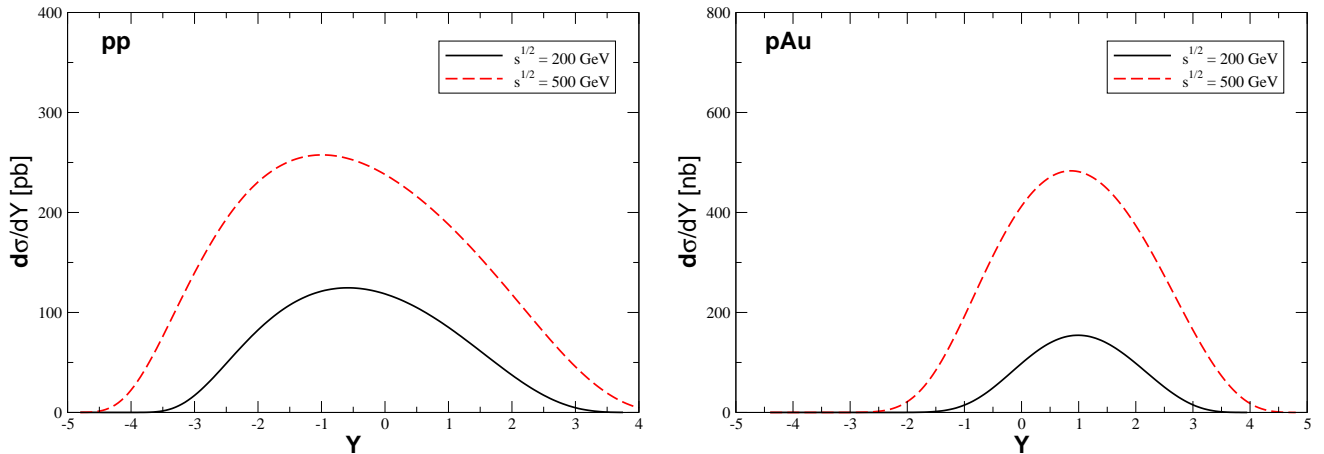 pp
s^1/2 = 200 GeV
s^1/2 = 500 GeV
dσ/dY [pb]
400
300
200
100
0
-5 -4 -3 -2 -1 0 1 2 3 4
Y
pAu
s^1/2 = 200 GeV
s^1/2 = 500 GeV
dσ/dY [nb]
800
600
400
200
0
-5 -4 -3 -2 -1 0 1 2 3 4 5
Y